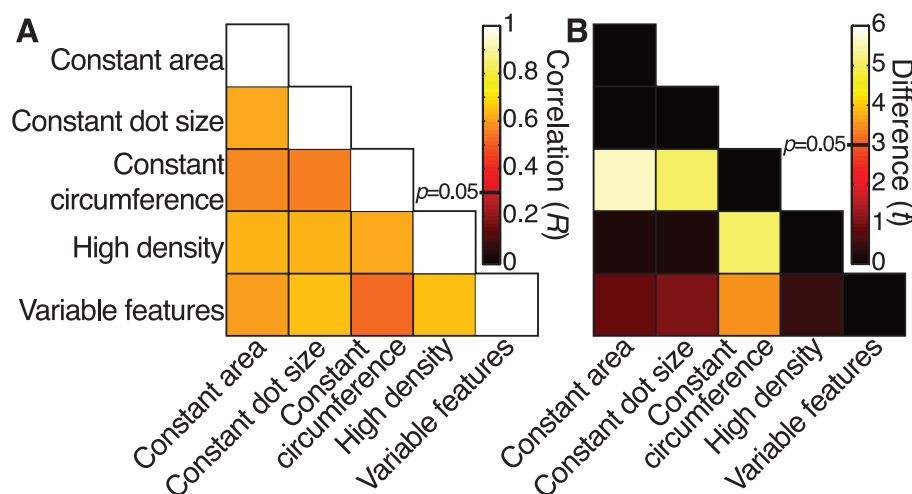 A
Constant area
Constant dot size
Constant
circumference
High density
Variable features
Constant area
Constant dot size
Constant
circumference
High density
Variable features
1
0.8
0.6
0.4
0.2
0
p=0.05
Correlation (R)
B
6
5
4
3
2
1
0
p=0.05
Difference (t)
Constant area
Constant dot size
Constant
circumference
High density
Variable features